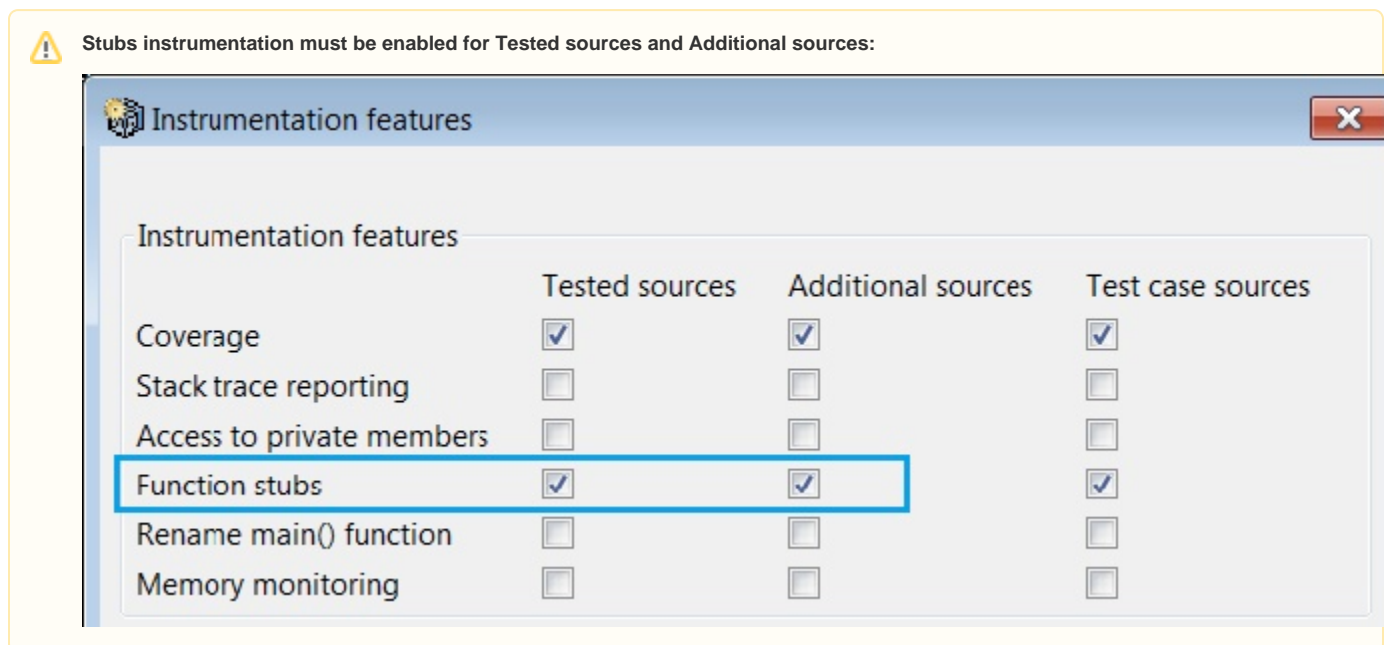 Stubs instrumentation must be enabled for Tested sources and Additional sources:
Instrumentation features
Instrumentation features
Tested sources Additional sources Test case sources
Coverage
Stack trace reporting
Access to private members
Function stubs
Rename main() function
Memory monitoring